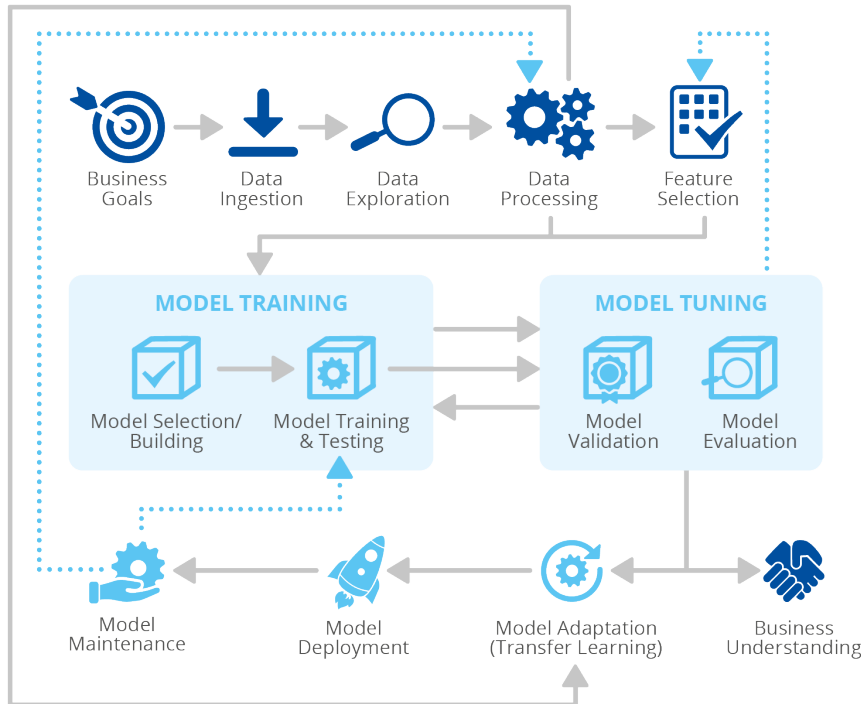 Business
Goals
Data
Ingestion
Data
Exploration
Data
Processing
Feature
Selection
MODEL TRAINING
Model Selection/
Building
Model Training
& Testing
MODEL TUNING
Model
Validation
Model
Evaluation
Model
Maintenance
Model
Deployment
Model Adaptation
(Transfer Learning)
Business
Understanding